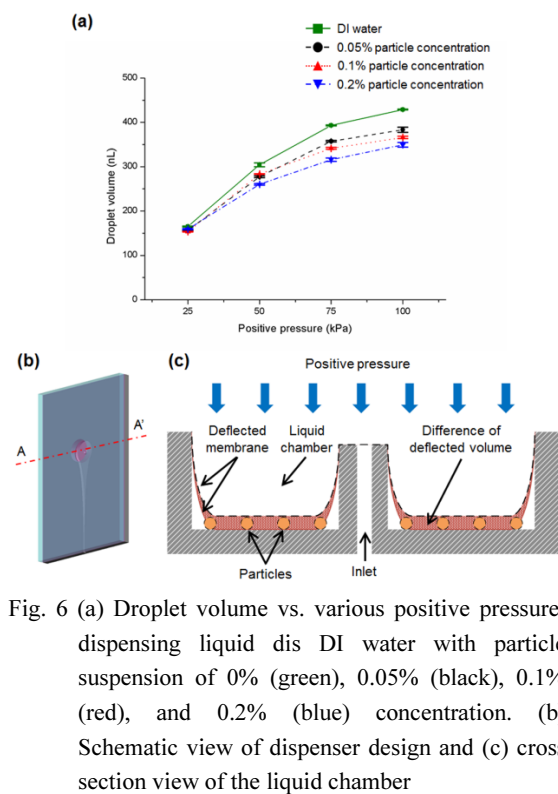 (a)
DI water
0.05% particle concentration
0.1% particle concentration
0.2% particle concentration
500
400
300
200
100
0
Droplet volume (nL)
25
50
75
100
Positive pressure (kPa)
(b)
A
A'
(c)
Positive pressure
Deflected membrane
Liquid chamber
Difference of deflected volume
Particles
Inlet
Fig. 6 (a) Droplet volume vs. various positive pressure
dispensing liquid dis DI water with particle
suspension of 0% (green), 0.05% (black), 0.1%
(red), and 0.2% (blue) concentration. (b
Schematic view of dispenser design and (c) cross
section view of the liquid chamber